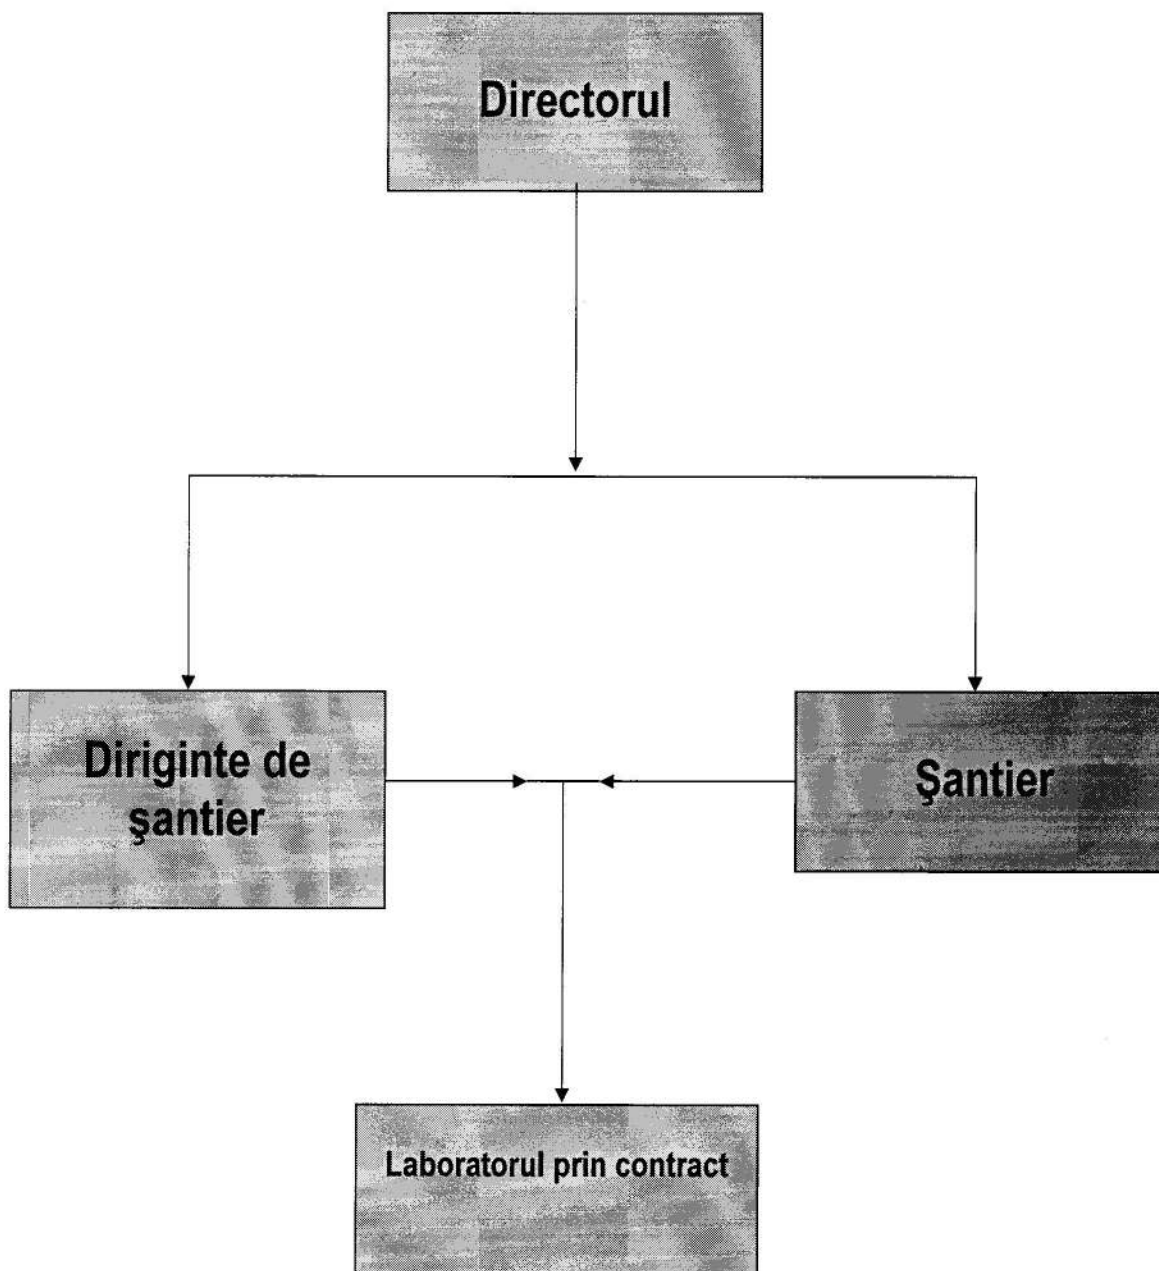 Directorul
Diriginte de
şantier
Şantier
Laboratorul prin contract